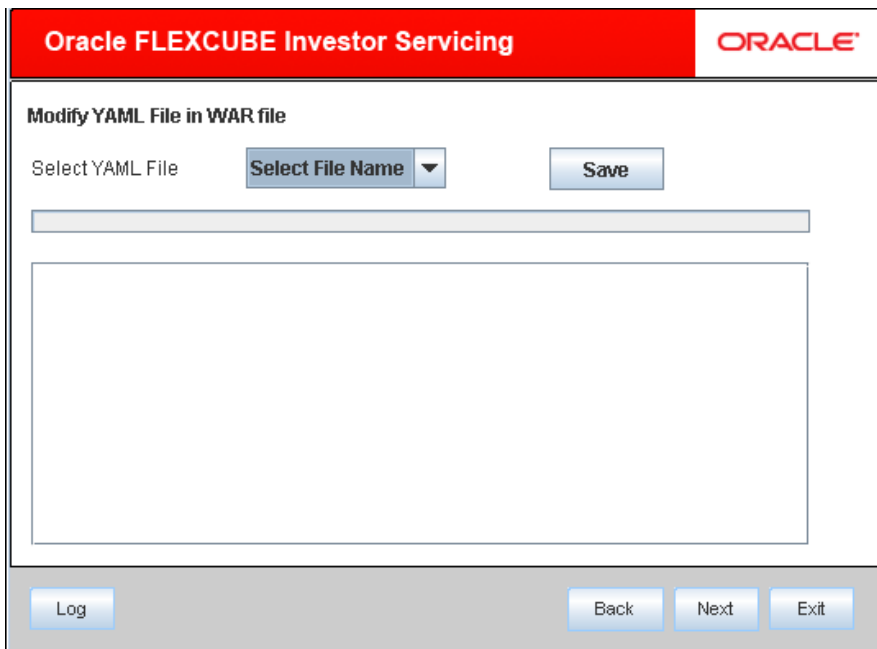 Oracle FLEXCUBE Investor Servicing
ORACLE®
Modify YAML File in WAR file
Select YAML File Select File Name Save
Log Back Next Exit